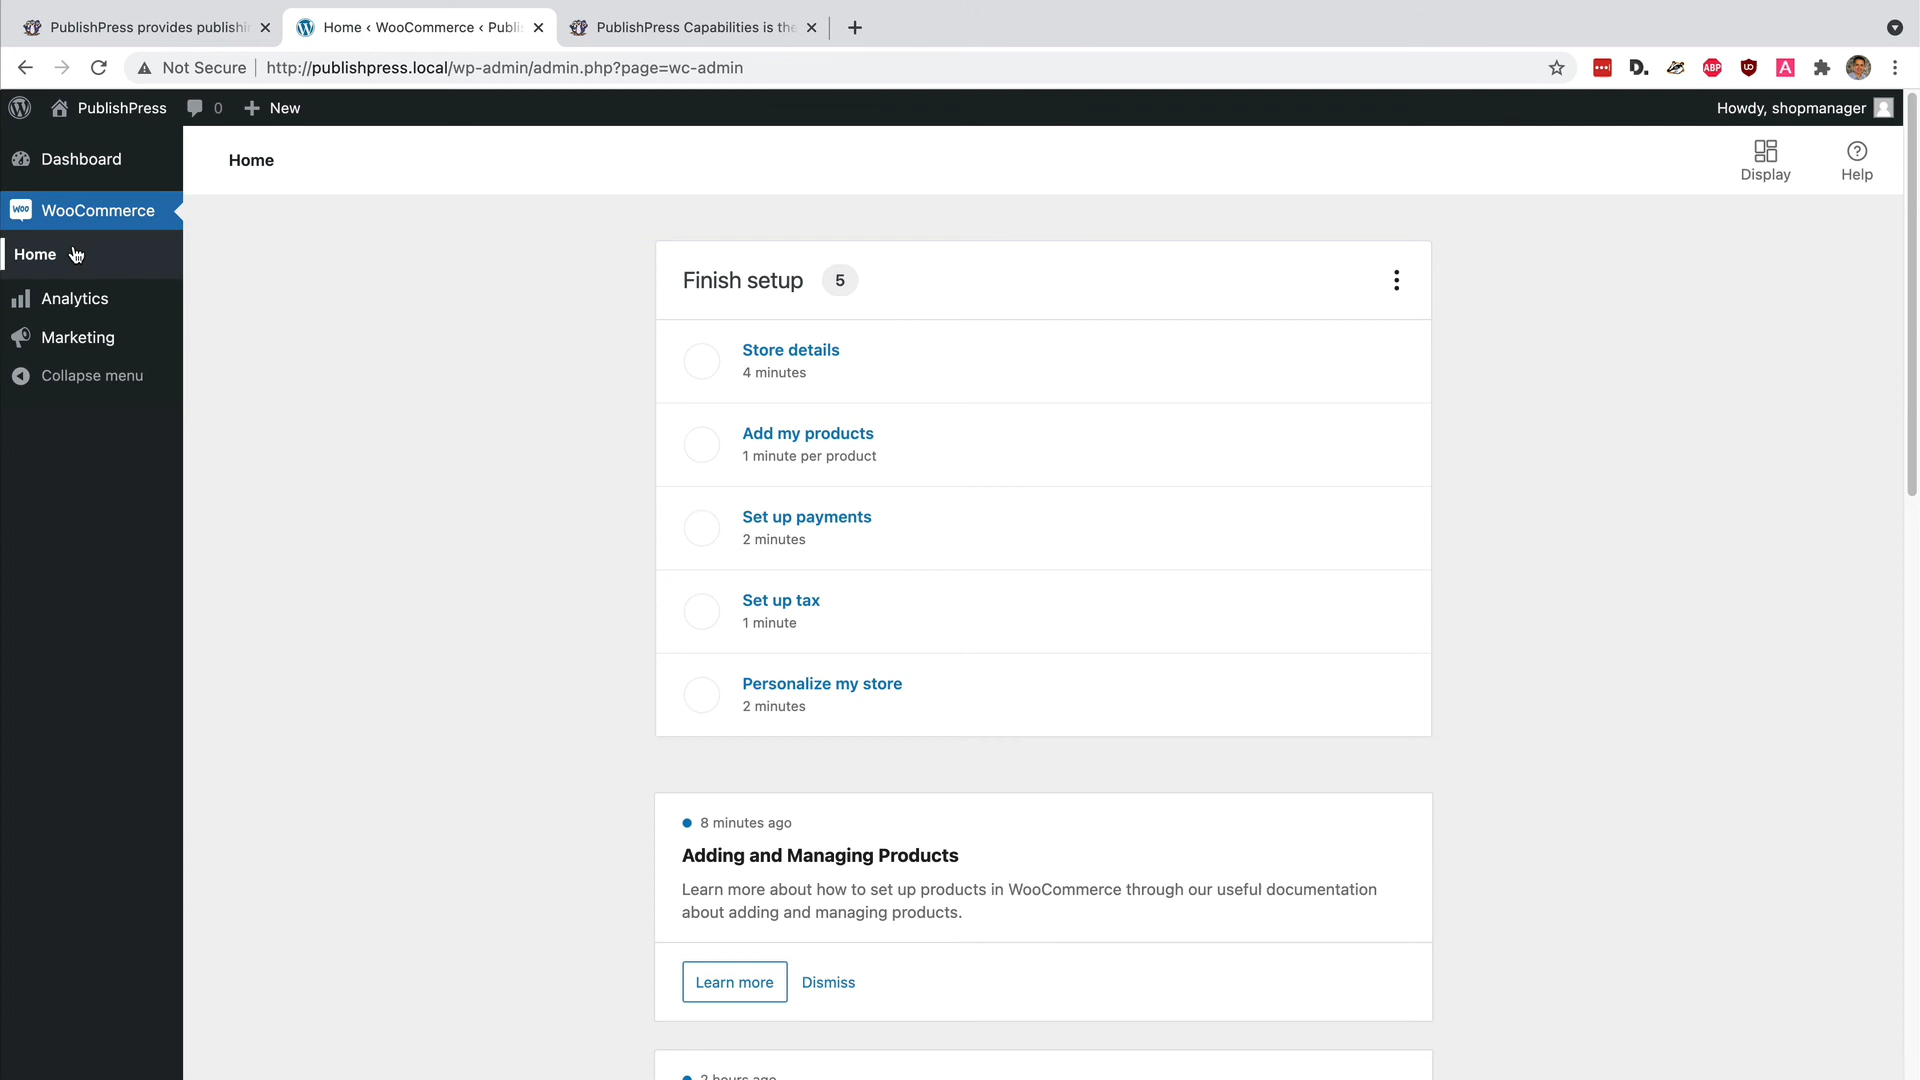 PublishPress provides publishi
Home ‹ WooCommerce ‹ Publi
PublishPress Capabilities is the
Not Secure
http://publishpress.local/wp-admin/admin.php?page=wc-admin
D.
ABP
A
PublishPress
0
New
Howdy, shopmanager
Dashboard
Woo
WooCommerce
Home
Analytics
Marketing
Collapse menu
Home
Display
Help
Finish setup
5
Store details
4 minutes
Add my products
1 minute per product
Set up payments
2 minutes
Set up tax
1 minute
Personalize my store
2 minutes
8 minutes ago
Adding and Managing Products
Learn more about how to set up products in WooCommerce through our useful documentation
about adding and managing products.
Learn more
Dismiss
2 hours ago